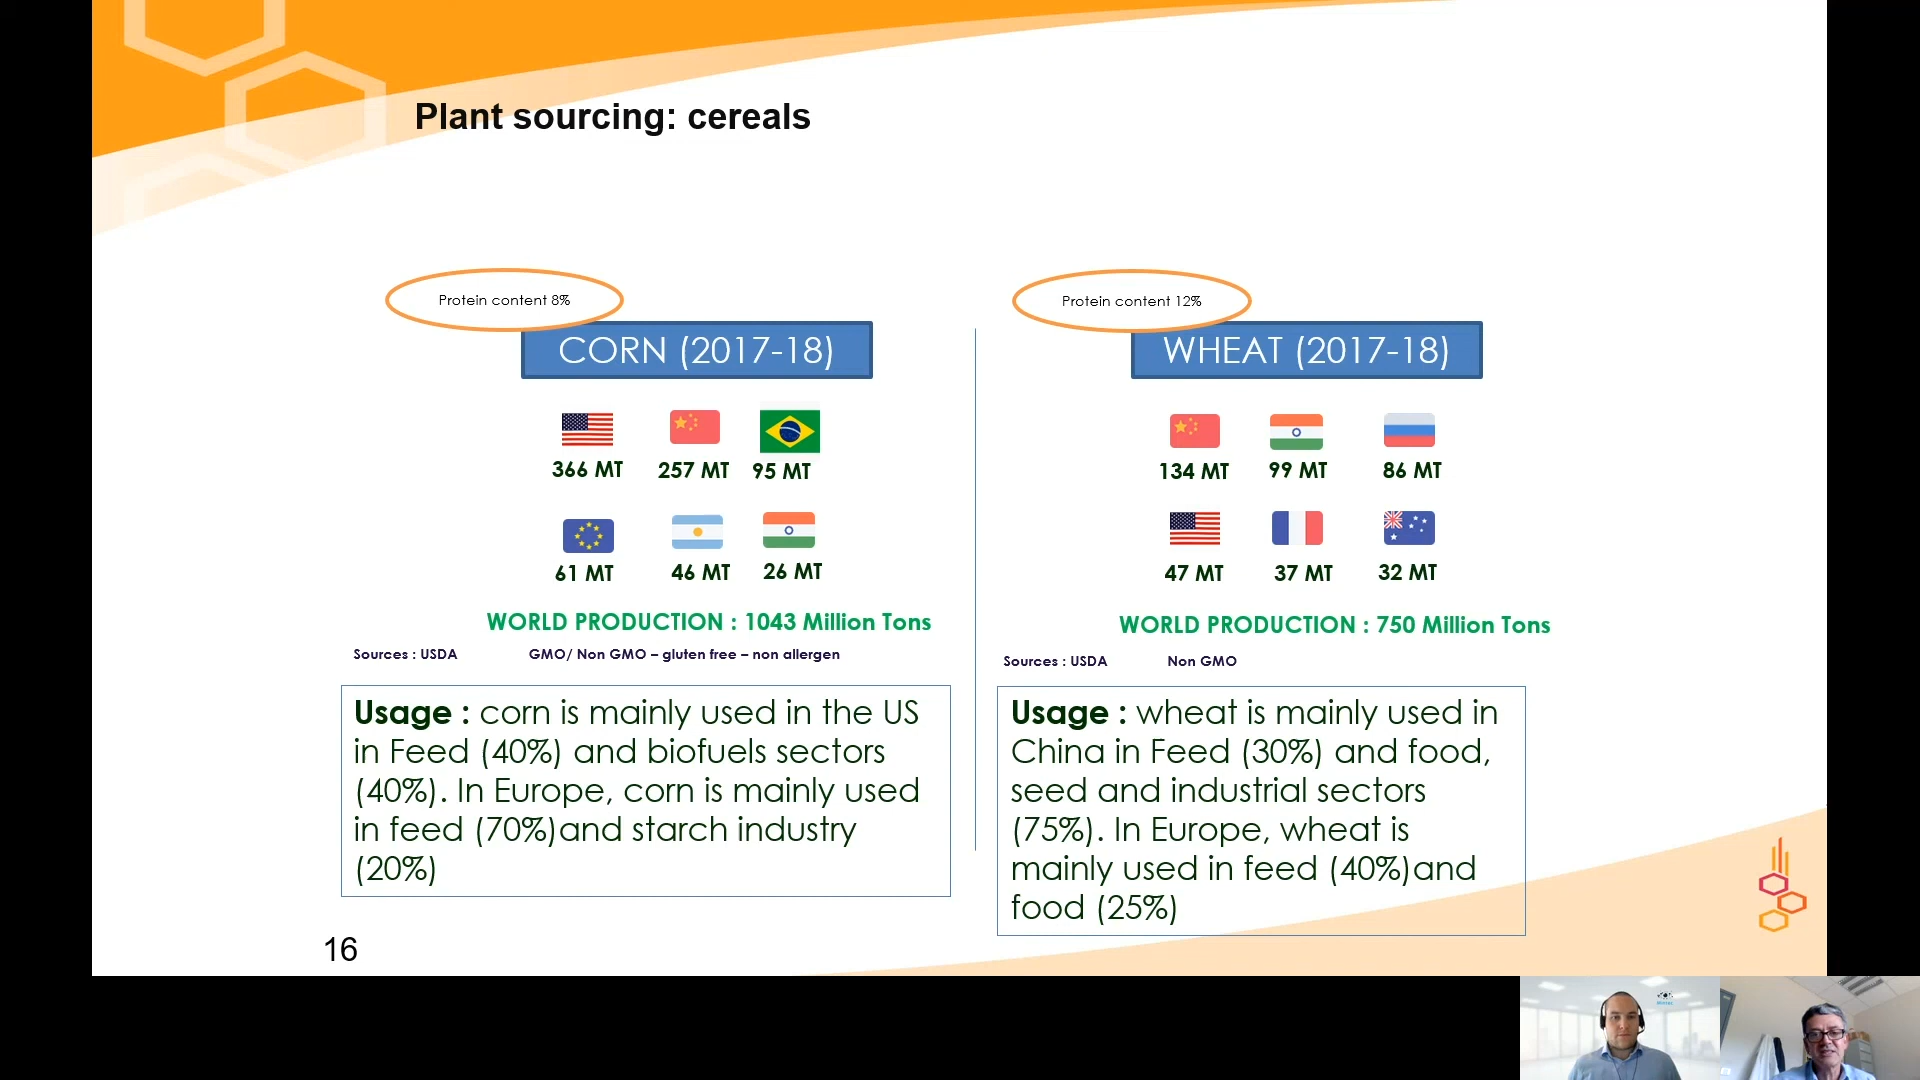 Plant sourcing: cereals
Protein content 8%
CORN (2017-18)
366 MT
257 MT
95 MT
61 MT
46 MT
26 MT
WORLD PRODUCTION : 1043 Million Tons
Sources : USDA
GMO/ Non GMO – gluten free – non allergen
Usage : corn is mainly used in the US
in Feed (40%) and biofuels sectors
(40%). In Europe, corn is mainly used
in feed (70%)and starch industry
(20%)
Protein content 12%
WHEAT (2017-18)
134 MT
99 MT
86 MT
47 MT
37 MT
32 MT
WORLD PRODUCTION : 750 Million Tons
Sources : USDA
Non GMO
Usage : wheat is mainly used in
China in Feed (30%) and food,
seed and industrial sectors
(75%). In Europe, wheat is
mainly used in feed (40%)and
food (25%)
16